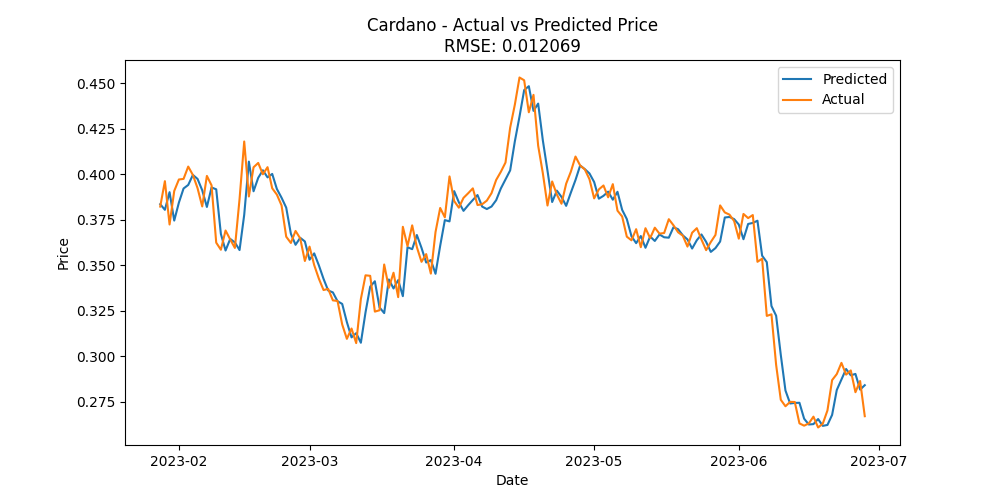 Cardano - Actual vs Predicted Price
RMSE: 0.012069
Predicted
Actual
0.450
0.425
0.400
0.375
0.350
0.325
0.300
0.275
Price
2023-02
2023-03
2023-04
2023-05
2023-06
2023-07
Date